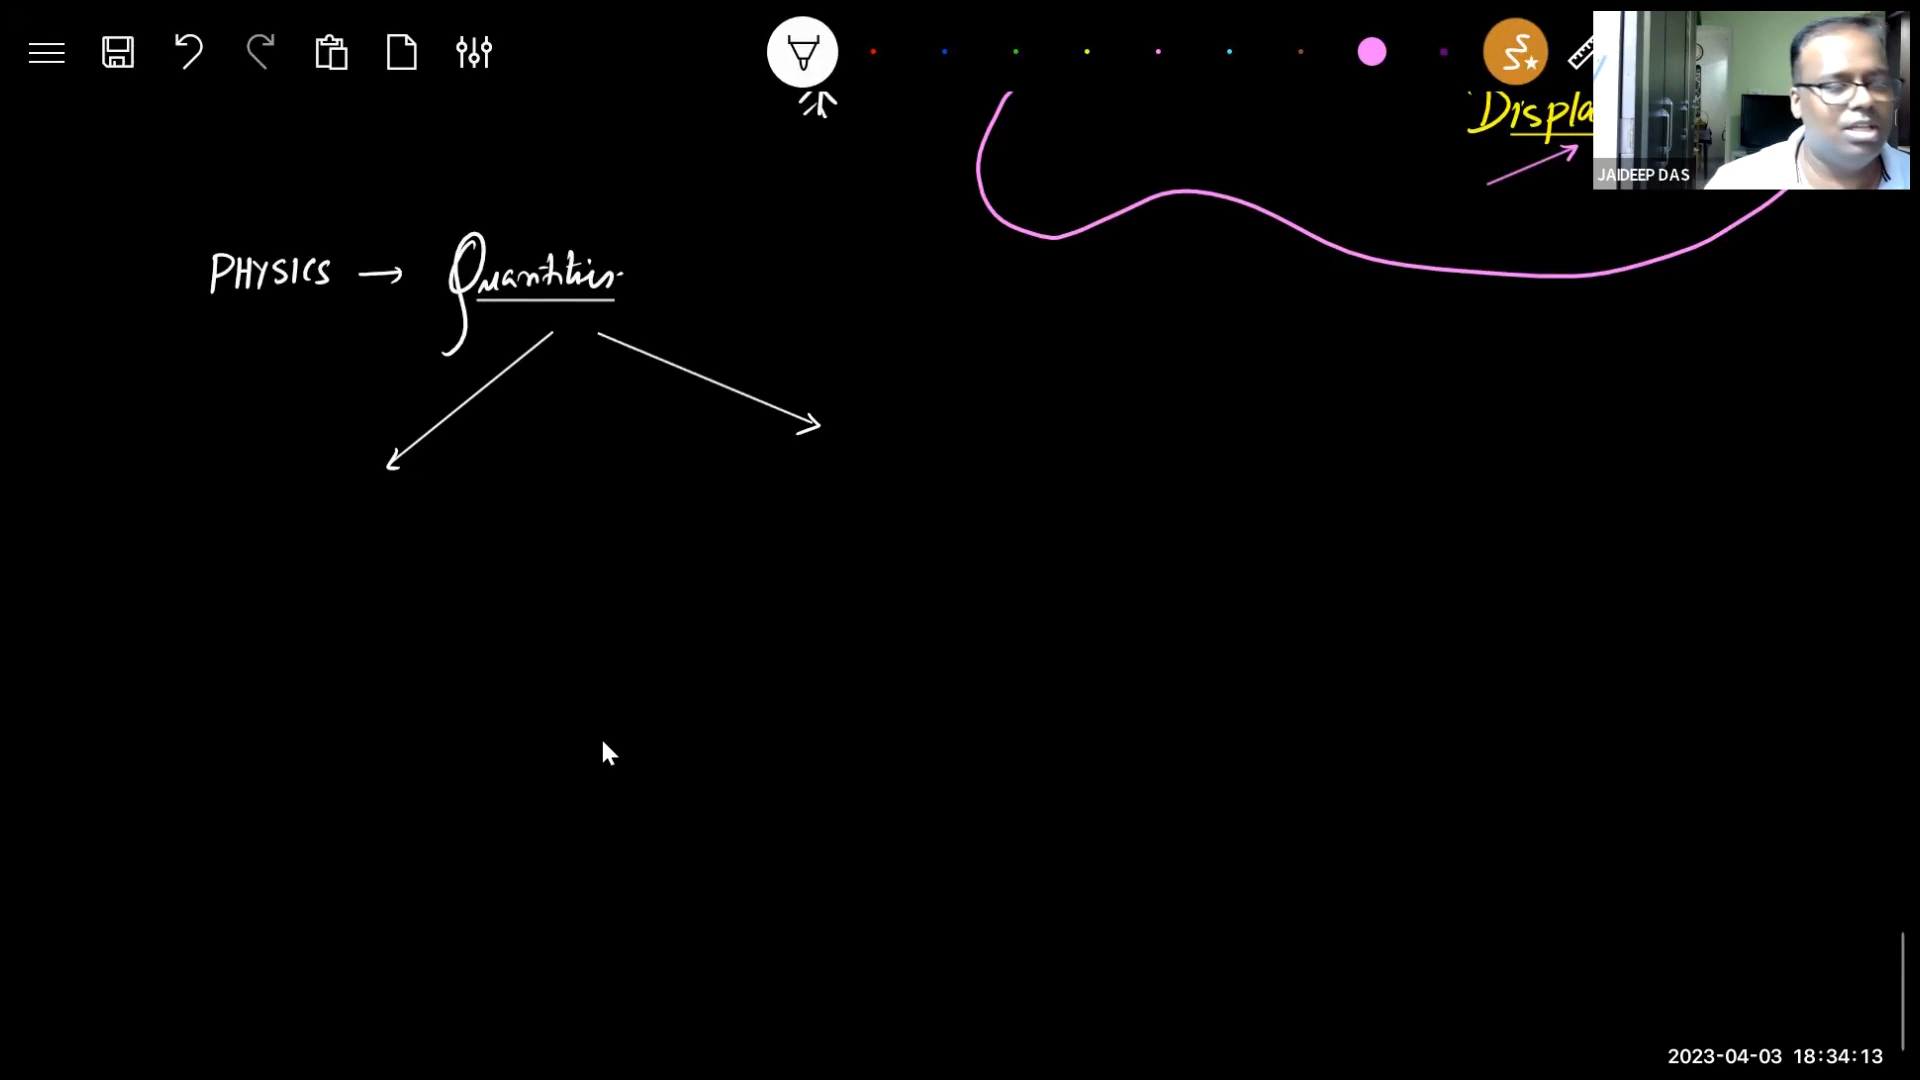 Displa
JAIDEEP DAS
PHYSICS → Quantities
2023-04-03 18:34:13